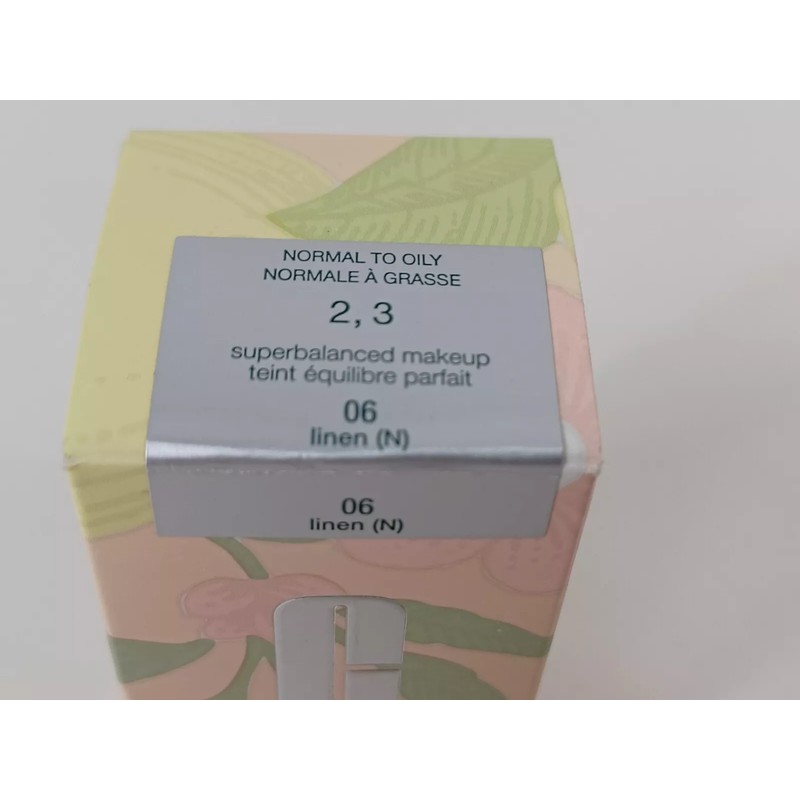 NORMAL TO OILY
NORMALE À GRASSE
2, 3
superbalanced makeup
teint équilibre parfait
06
linen (N)
06
linen (N)